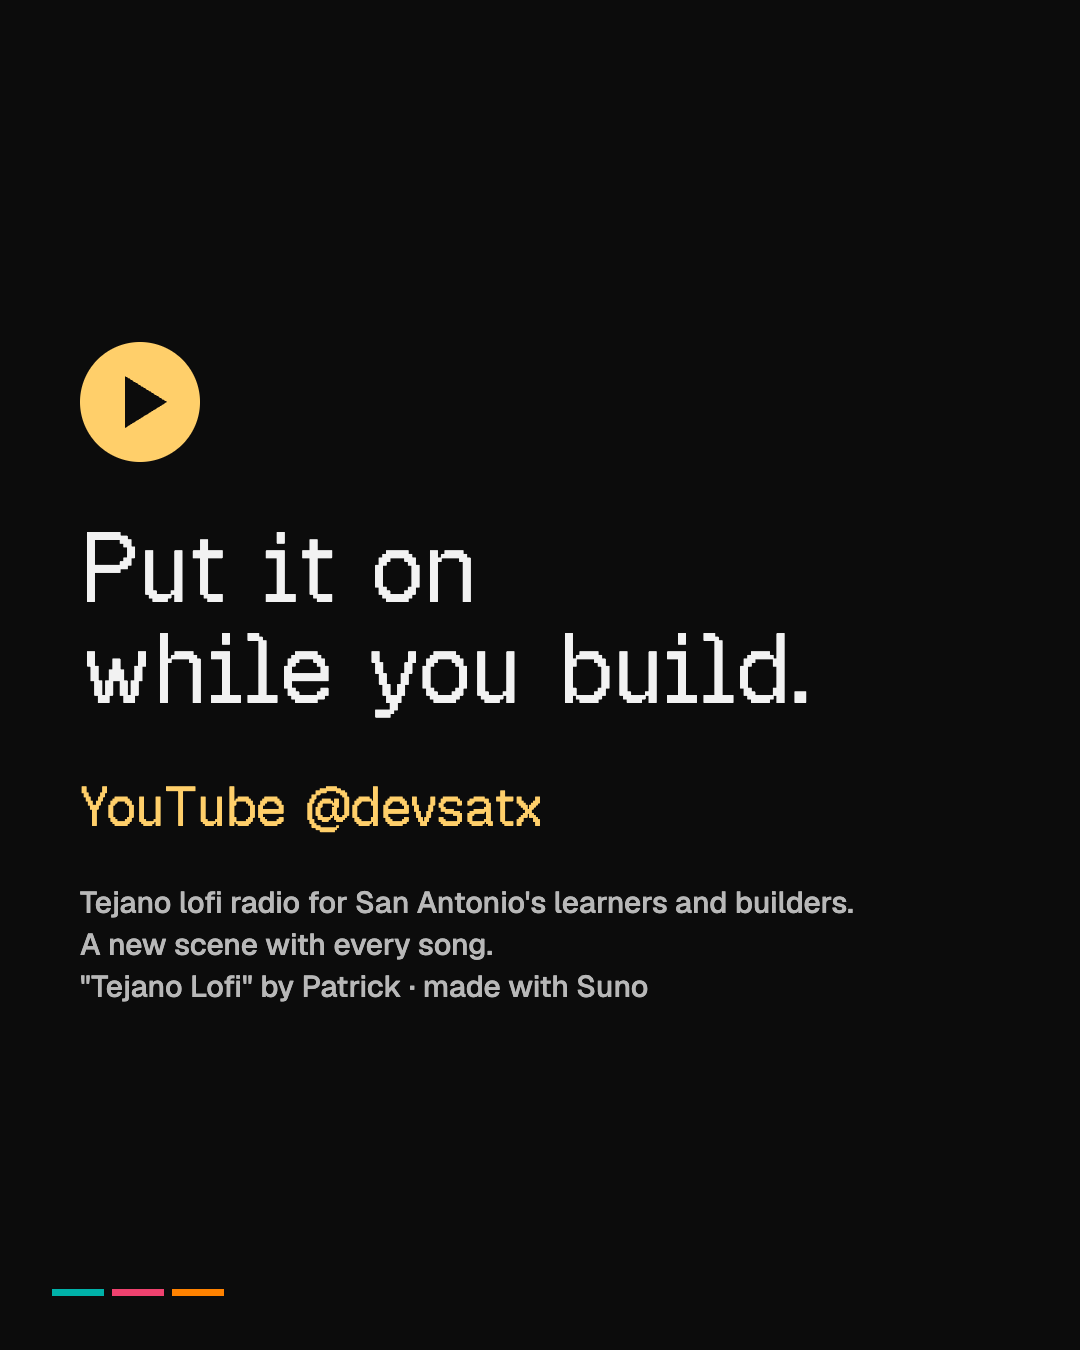 Put it on
while you build.
YouTube @devsatx
Tejano lofi radio for San Antonio's learners and builders.
A new scene with every song.
"Tejano Lofi" by Patrick · made with Suno